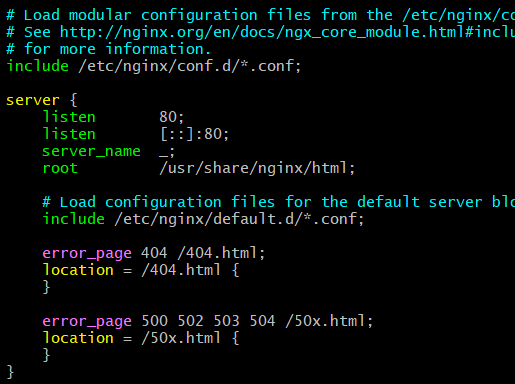 # Load modular configuration files from the /etc/nginx/co
# See http://nginx.org/en/docs/ngx_core_module.html#inclu
# for more information.
include /etc/nginx/conf.d/*.conf;
server {
listen 80;
listen [::]:80;
server_name _;
root /usr/share/nginx/html;
# Load configuration files for the default server blo
include /etc/nginx/default.d/*.conf;
error_page 404 /404.html;
location = /404.html {
}
error_page 500 502 503 504 /50x.html;
location = /50x.html {
}
}